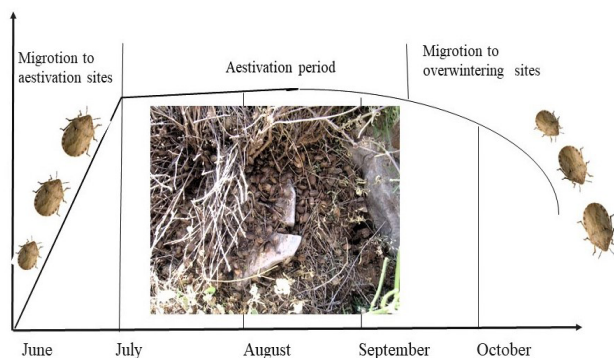 Migrotion to
aestivation sites
Aestivation period
Migrotion to
overwintering sites
June
July
August
September
October